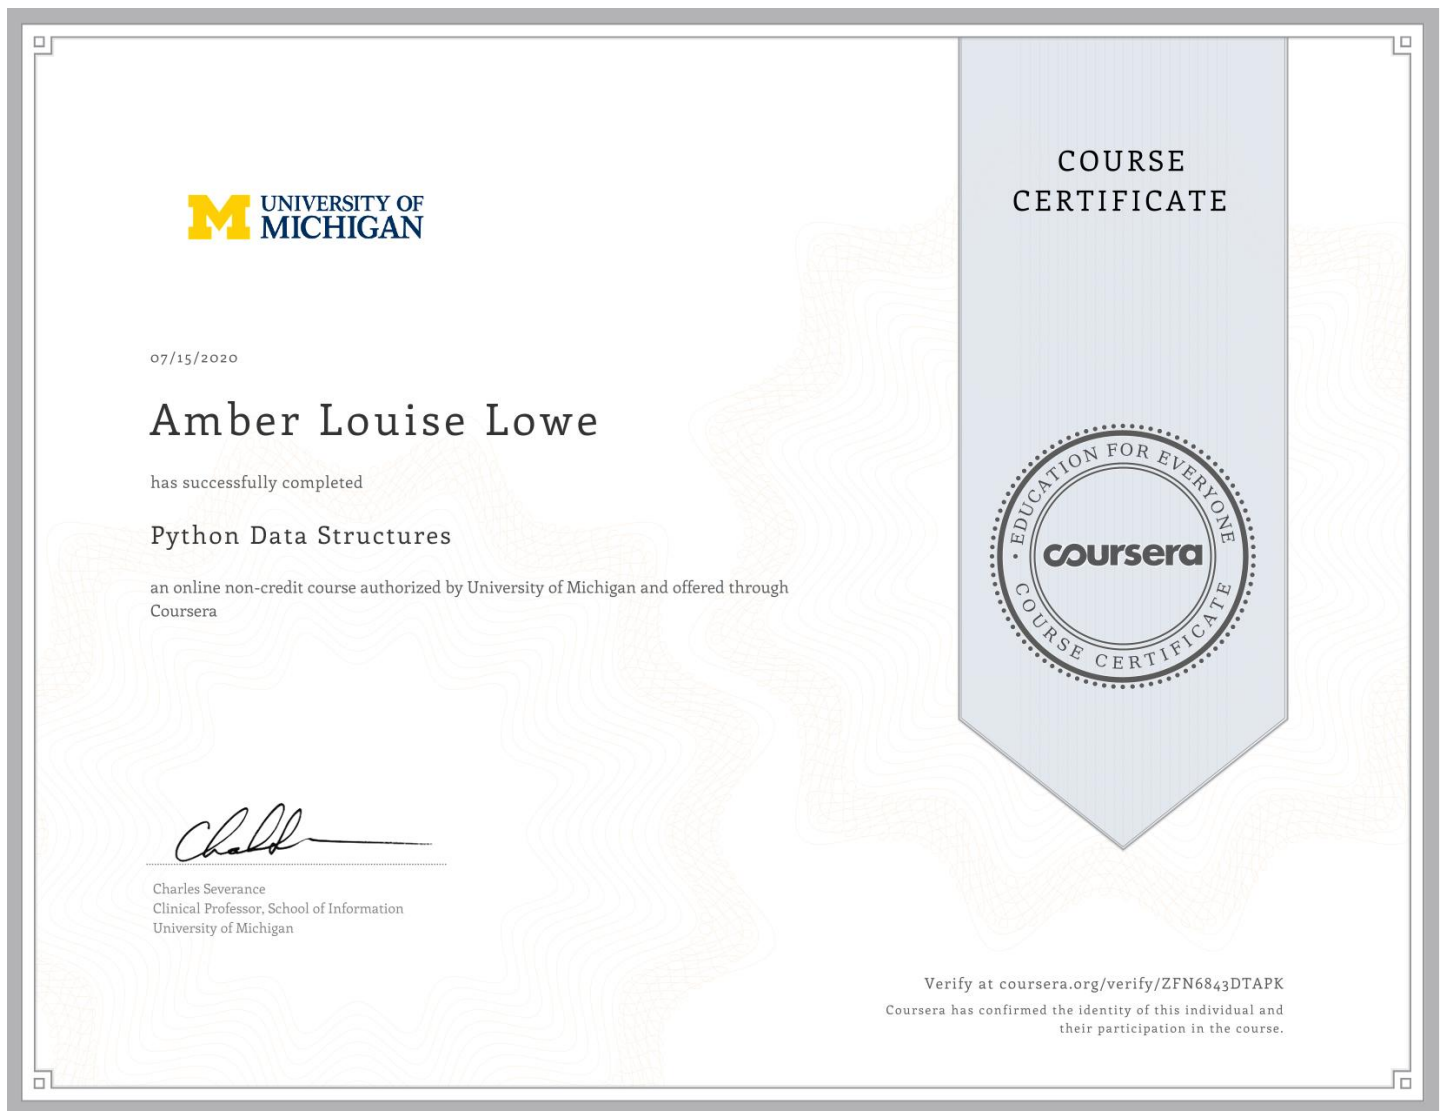 UNIVERSITY OF
MICHIGAN
07/15/2020
Amber Louise Lowe
has successfully completed
Python Data Structures
an online non-credit course authorized by University of Michigan and offered through
Coursera
Charles Severance
Clinical Professor, School of Information
University of Michigan
COURSE
CERTIFICATE
• EDUCATION FOR EVERYONE
coursera
COURSE CERTIFICATE
Verify at coursera.org/verify/ZFN6843DTAPK
Coursera has confirmed the identity of this individual and
their participation in the course.